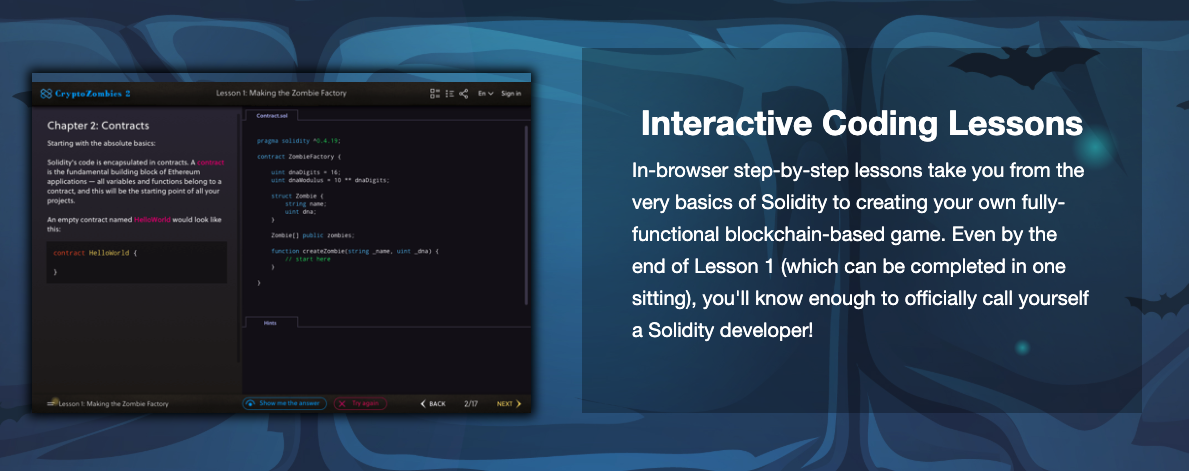 CryptoZombies 2
Lesson 1: Making the Zombie Factory
En
Sign in
Chapter 2: Contracts
Starting with the absolute basics:
Solidity's code is encapsulated in contracts. A contract
is the fundamental building block of Ethereum
applications — all variables and functions belong to a
contract, and this will be the starting point of all your
projects.
An empty contract named HelloWorld would look like
this:
contract HelloWorld {
}
Contract.sol
pragma solidity ^0.4.19;
contract ZombieFactory {
uint dnaDigits = 16;
uint dnaModulus = 10 ** dnaDigits;
struct Zombie {
string name;
uint dna;
}
Zombie[] public zombies;
function createZombie(string _name, uint _dna) {
// start here
}
}
Hints
Lesson 1: Making the Zombie Factory
Show me the answer
Try again
BACK
2/17
NEXT
Interactive Coding Lessons
In-browser step-by-step lessons take you from the
very basics of Solidity to creating your own fully-
functional blockchain-based game. Even by the
end of Lesson 1 (which can be completed in one
sitting), you'll know enough to officially call yourself
a Solidity developer!